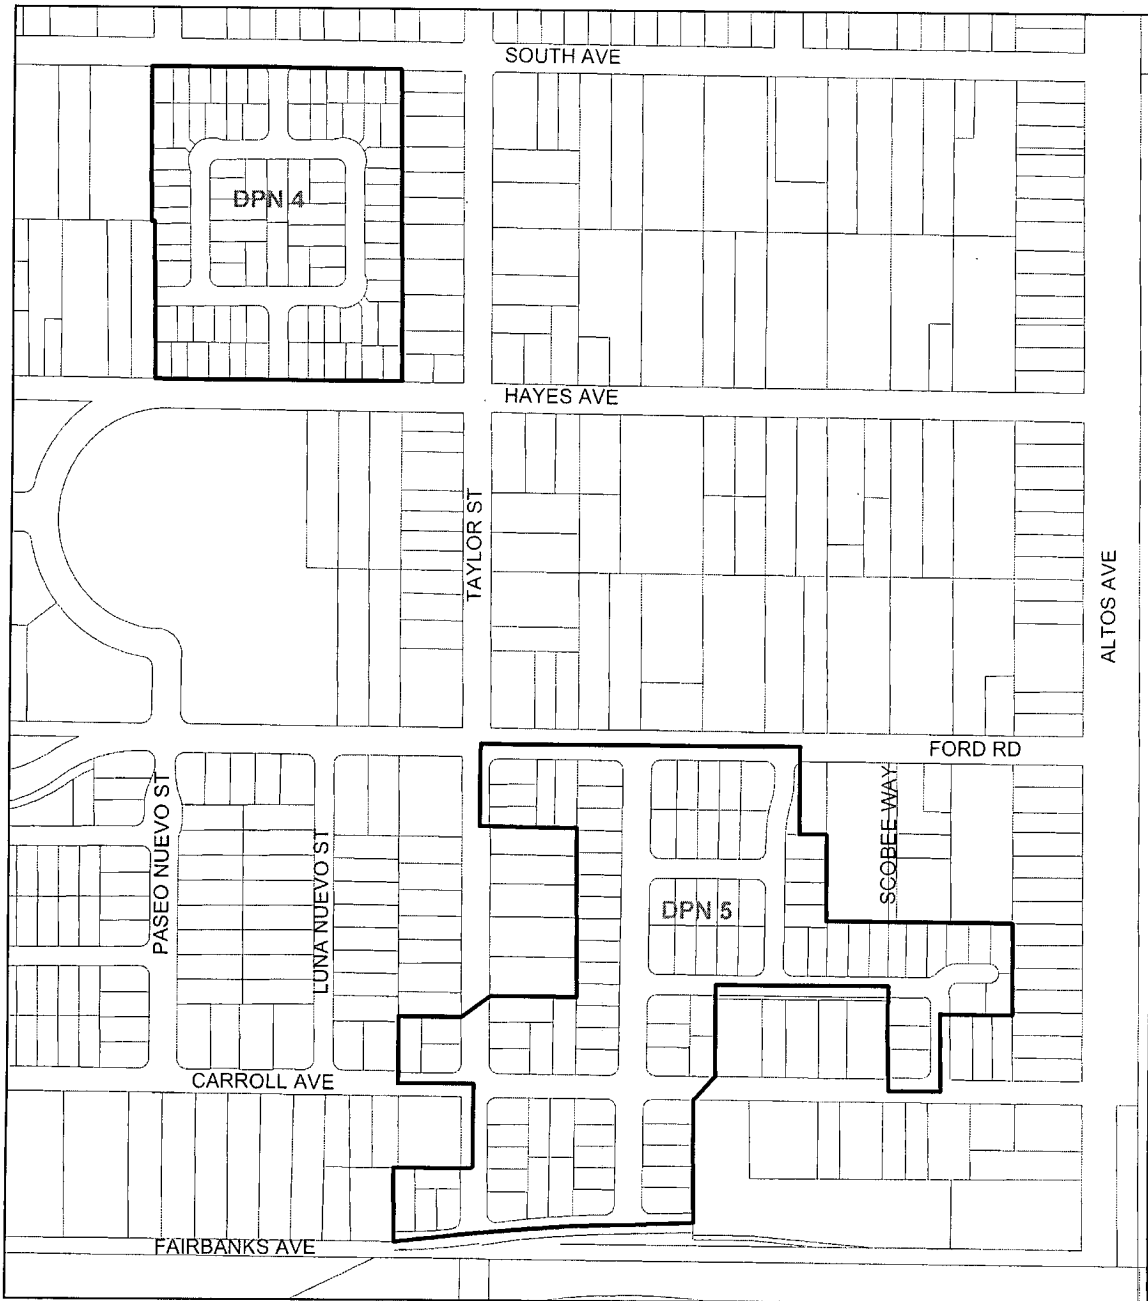 SOUTH AVE
DPN 4
HAYES AVE
TAYLOR ST
ALTOS AVE
FORD RD
PASEO NUEVO ST
LUNA NUEVO ST
SCOBEE WAY
DPN 5
CARROLL AVE
FAIRBANKS AVE